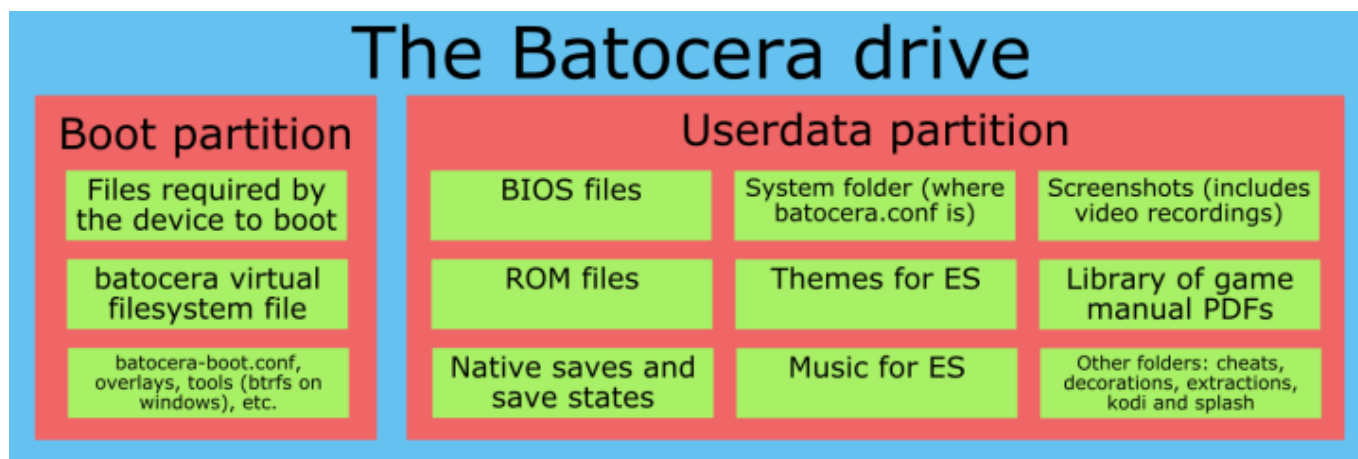 The Batocera drive
Boot partition
Files required by
the device to boot
batocera virtual
filesystem file
batocera-boot.conf,
overlays, tools (btrfs on
windows), etc.
Userdata partition
BIOS files
System folder (where
batocera.conf is)
Screenshots (includes
video recordings)
ROM files
Themes for ES
Library of game
manual PDFs
Native saves and
save states
Music for ES
Other folders: cheats,
decorations, extractions,
kodi and splash